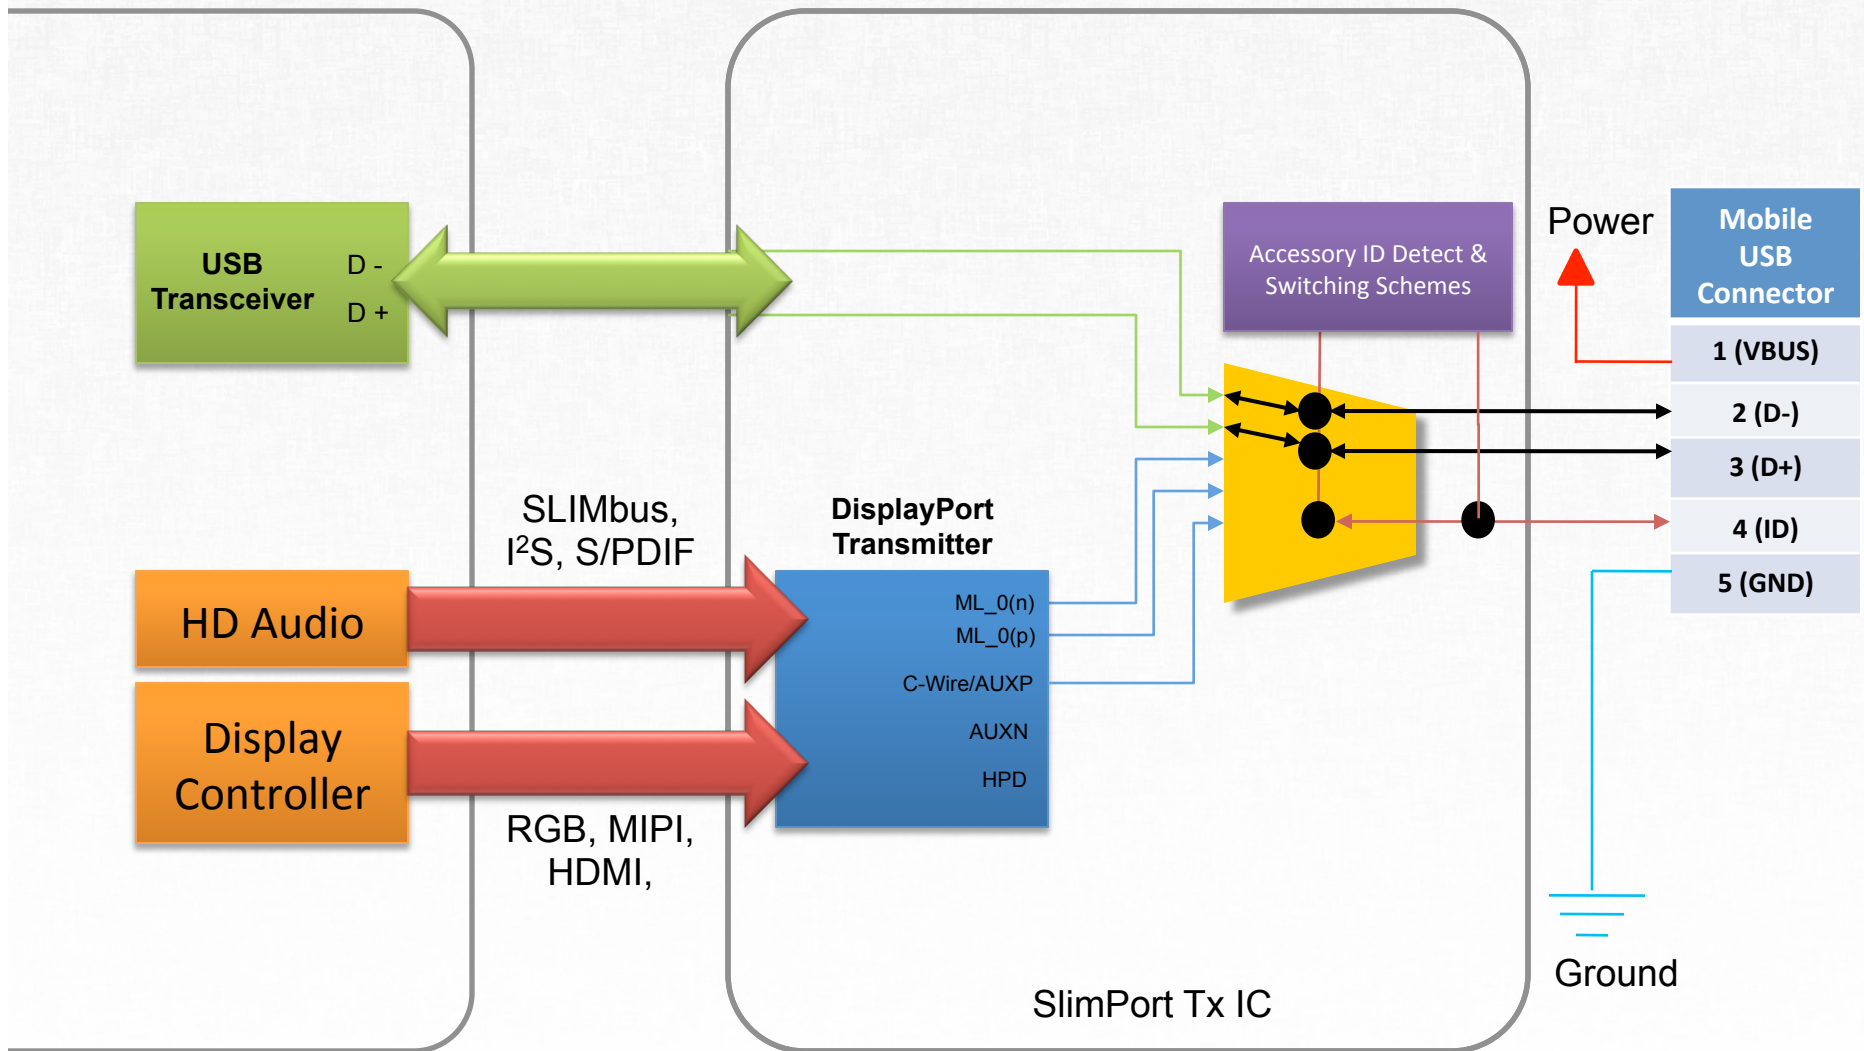 USB
Transceiver
D -
D +
SLIMbus,
I²S, S/PDIF
HD Audio
Display
Controller
RGB, MIPI,
HDMI,
DisplayPort
Transmitter
ML_0(n)
ML_0(p)
C-Wire/AUXP
AUXN
HPD
Accessory ID Detect &
Switching Schemes
SlimPort Tx IC
Power
Mobile
USB
Connector
1 (VBUS)
2 (D-)
3 (D+)
4 (ID)
5 (GND)
Ground